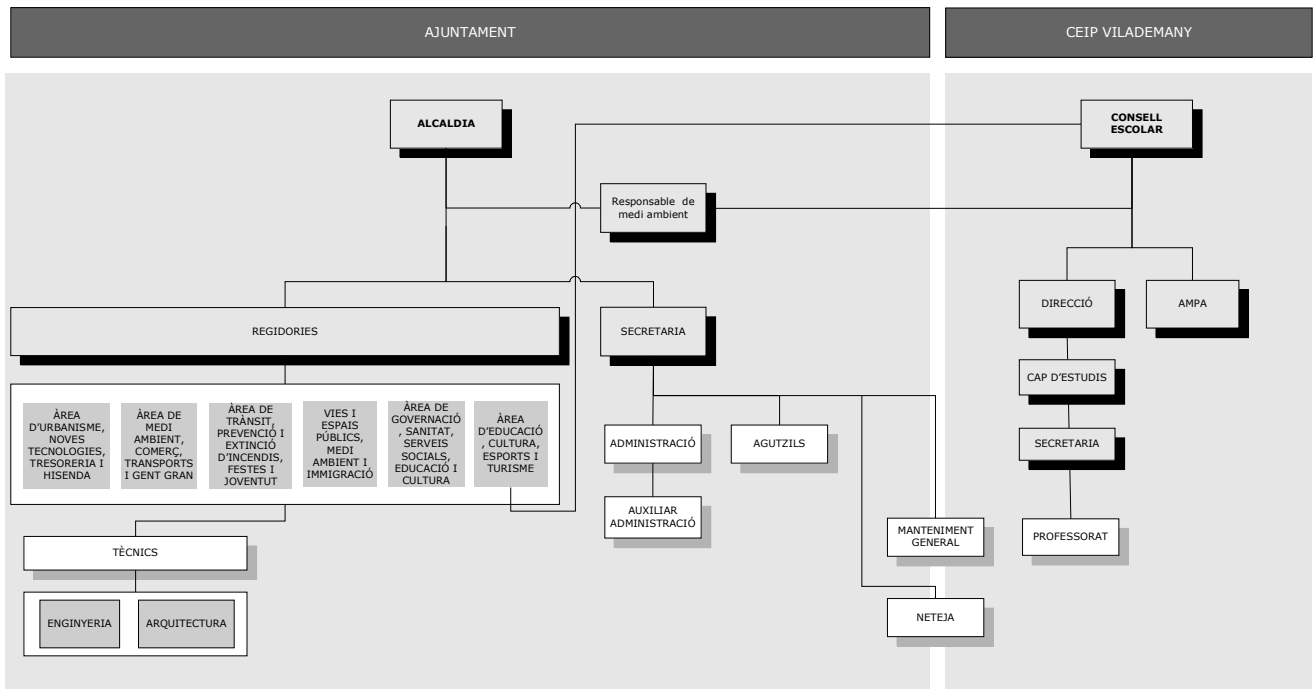 AJUNTAMENT
CEIP VILADEMANY
ALCALDIA
CONSELL
ESCOLAR
Responsable de
medi ambient
REGIDORIES
SECRETARIA
DIRECCIÓ
AMPA
CAP D'ESTUDIS
SECRETARIA
PROFESSORAT
ÀREA
D'URBANISME,
NOVES
TECNOLOGIES,
TRESORERIA I
HISENDA
ÀREA DE
MEDI
AMBIENT,
COMERÇ,
TRANSPORTS
I GENT GRAN
ÀREA DE
TRÀNSIT,
PREVENCIÓ I
EXTINCIÓ
D'INCENDIS,
FESTES I
JOVENTUT
VIES I
ESPAIS
PÚBLICS,
MEDI
AMBIENT I
IMMIGRACIÓ
ÀREA DE
GOVERNACIÓ
, SANITAT,
SERVEIS
SOCIALS,
EDUCACIÓ I
CULTURA
ÀREA
D'EDUCACIÓ
, CULTURA,
ESPORTS I
TURISME
ADMINISTRACIÓ
AGUTZILS
AUXILIAR
ADMINISTRACIÓ
MANTENIMENT
GENERAL
NETEJA
TÈCNICS
ENGINYERIA
ARQUITECTURA